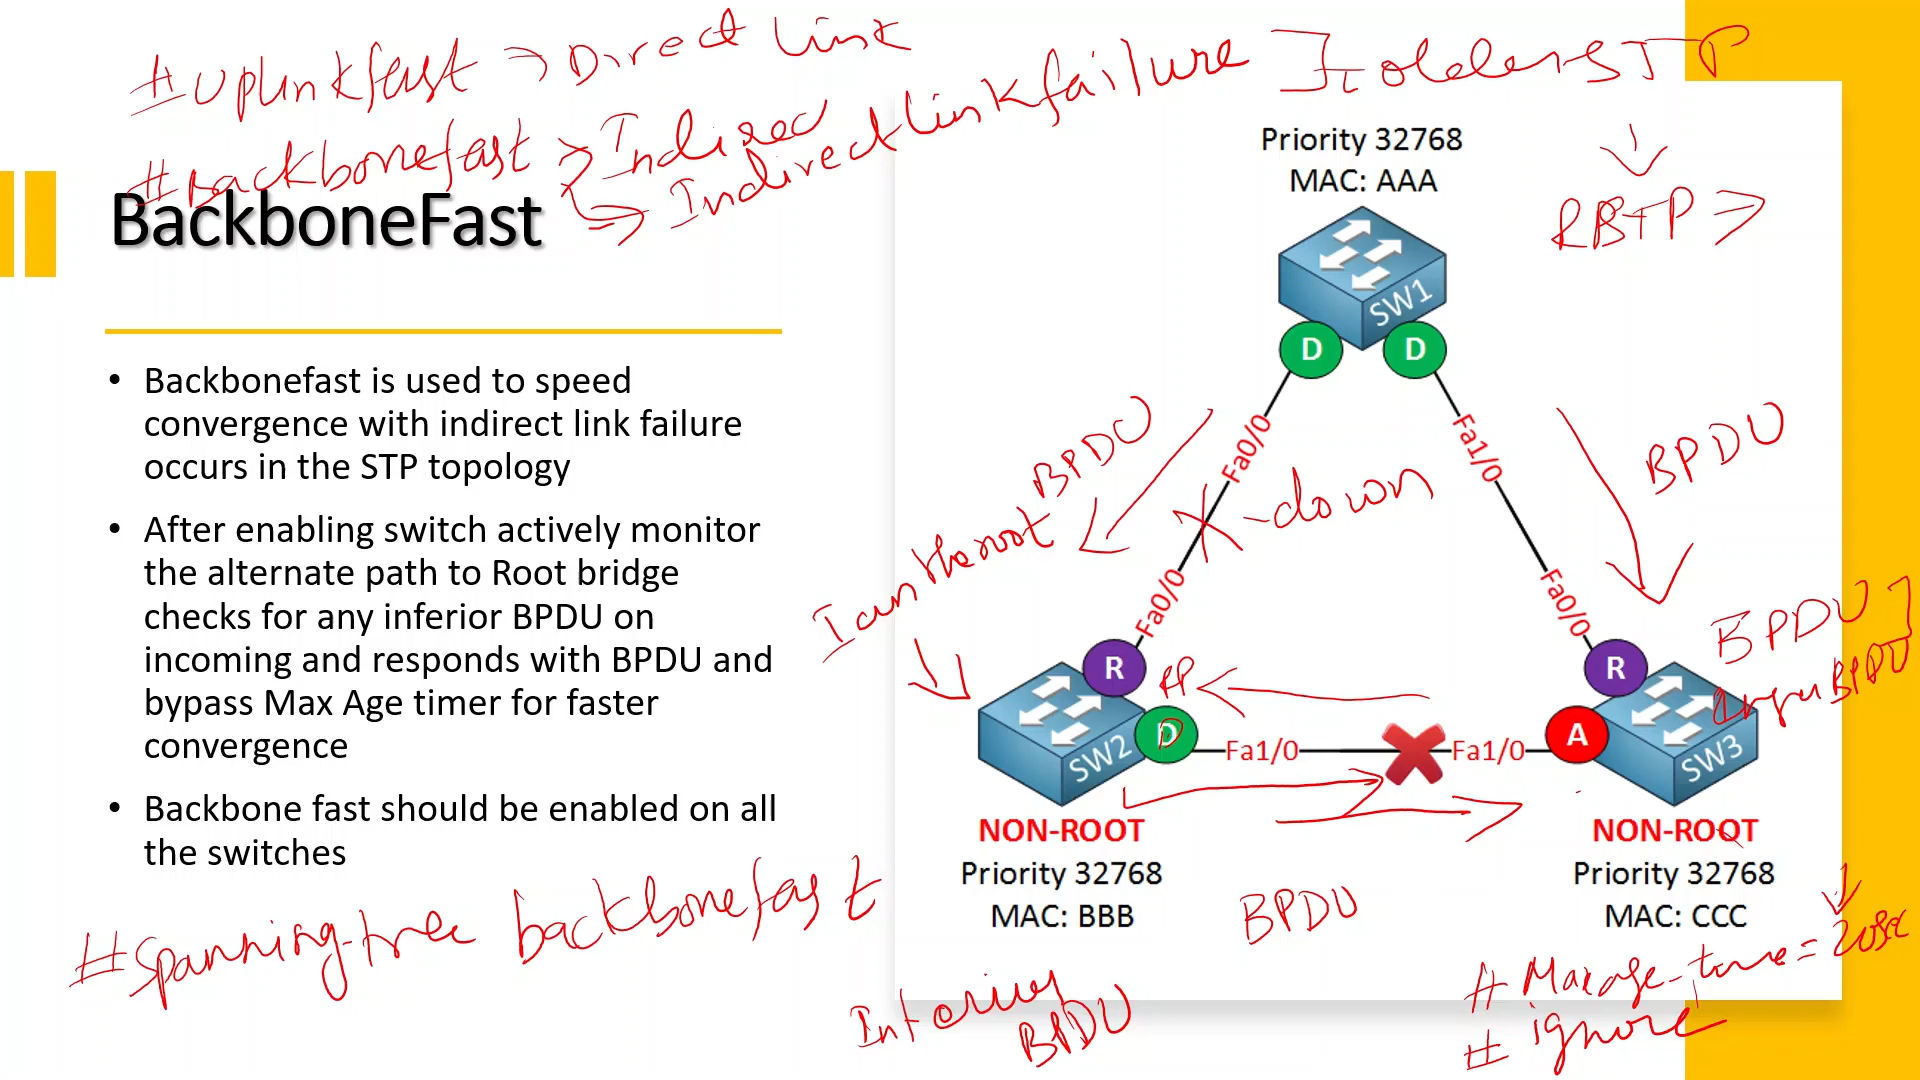 #uplinkfast → Direct link
#Backbonefast > Indirec
→ Indirect link failure ] older STP
RSTP ⇒
BackboneFast
• Backbonefast is used to speed
convergence with indirect link failure
occurs in the STP topology
• After enabling switch actively monitor
the alternate path to Root bridge
checks for any inferior BPDU on
incoming and responds with BPDU and
bypass Max Age timer for faster
convergence
• Backbone fast should be enabled on all
the switches
#Spanning-tree backbonefast
Priority 32768
MAC: AAA
SW1
D D
Fa0/0
Fa1/0
BPDU
BPDU
X-down
I am the root
Fa0/0
Fa0/0
BPDU ]
BPDU
R
RP
R
D
A
SW2
Fa1/0
Fa1/0
SW3
NON-ROOT
Priority 32768
MAC: BBB
NON-ROOT
Priority 32768
MAC: CCC
BPDU
Inferior
BPDU
# Maxage-time = 20sec
# ignore